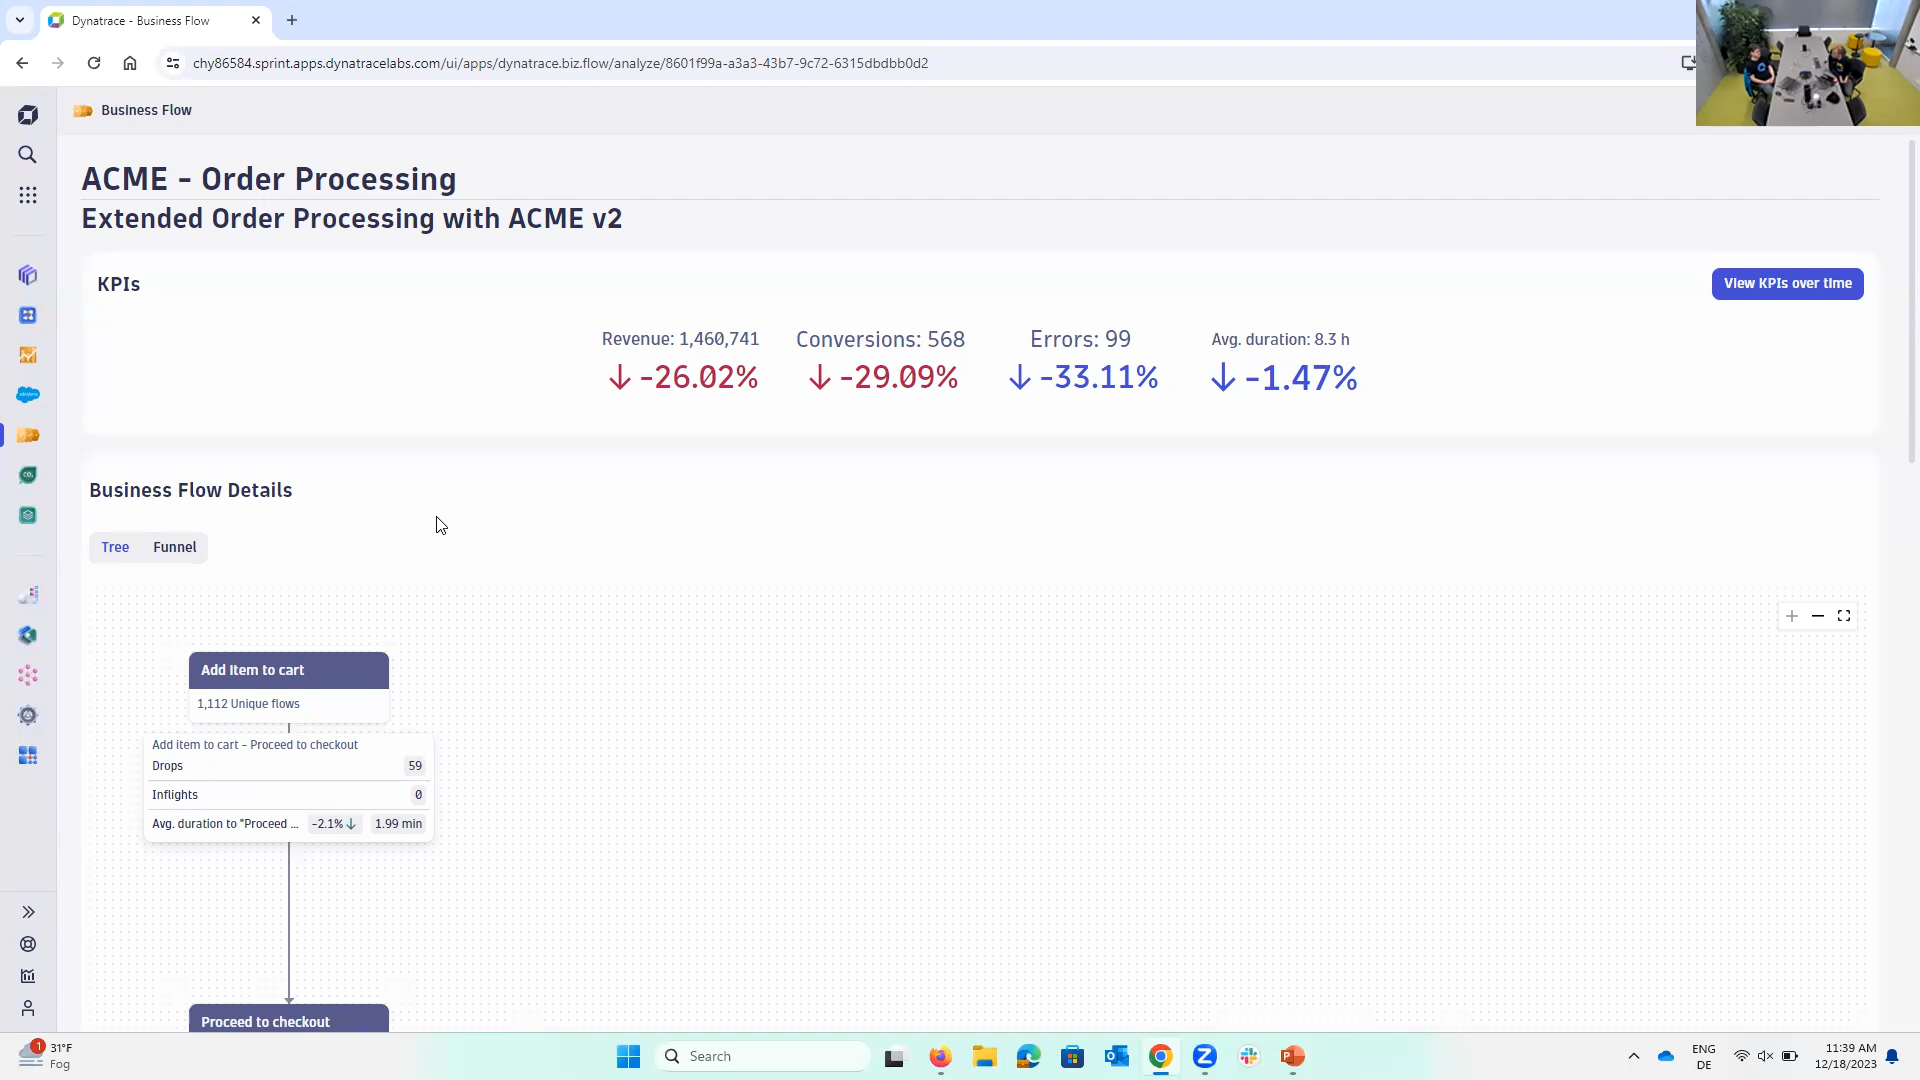 Dynatrace - Business Flow
chy86584.sprint.apps.dynatracelabs.com/ui/apps/dynatrace.biz.flow/analyze/8601f99a-a3a3-43b7-9c72-6315dbdbb0d2
Business Flow
ACME - Order Processing
Extended Order Processing with ACME v2
KPIs
View KPIs over time
Revenue: 1,460,741
-26.02%
Conversions: 568
-29.09%
Errors: 99
-33.11%
Avg. duration: 8.3 h
-1.47%
Business Flow Details
Tree
Funnel
Add item to cart
1,112 Unique flows
Add item to cart - Proceed to checkout
Drops 59
Inflights 0
Avg. duration to "Proceed ... -2.1% 1.99 min
Proceed to checkout
1
31°F
Fog
Search
ENG
DE
11:39 AM
12/18/2023